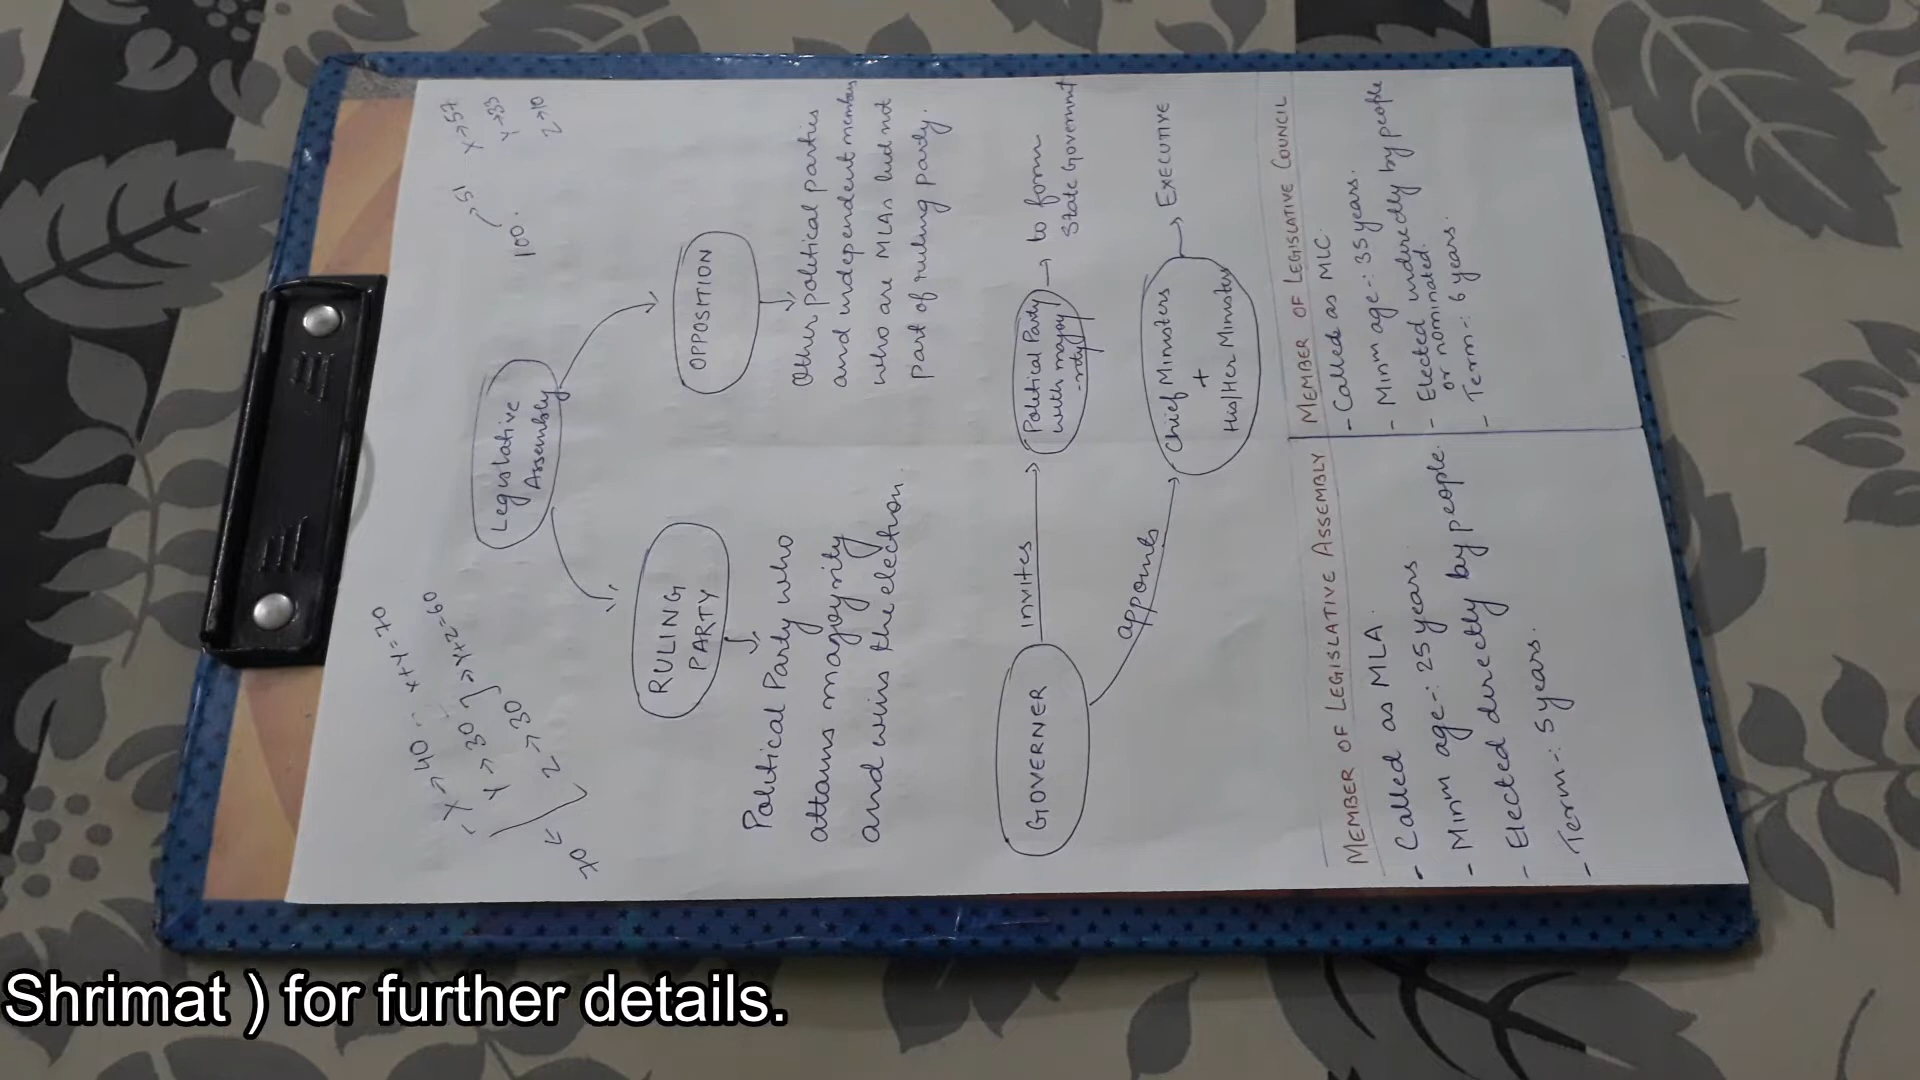 X→40 x+y=70
Y→30 ⇒Y+Z=60
Z→30
70
100 → 51
X→57
Y→33
Z→10
Legislative
Assembly
RULING
PARTY
Political Party who
attains magyority
and wins the election.
OPPOSITION
Other political parties
and independent members
who are MLAs but not
part of ruling party.
GOVERNER
invites
Political Party
with magyo
-rity
→ to form
State Government
appoints
Chief Ministers
+
His/Her Ministers
→ EXECUTIVE
MEMBER OF LEGISLATIVE ASSEMBLY
- Called as MLA.
- Minm age-: 25 years.
- Elected directly by people.
- Term-: 5 years.
MEMBER OF LEGISLATIVE COUNCIL
- Called as MLC.
- Minm age-: 35 years.
- Elected indirectly by people
or nominated.
- Term-: 6 years.
Shrimat ) for further details.